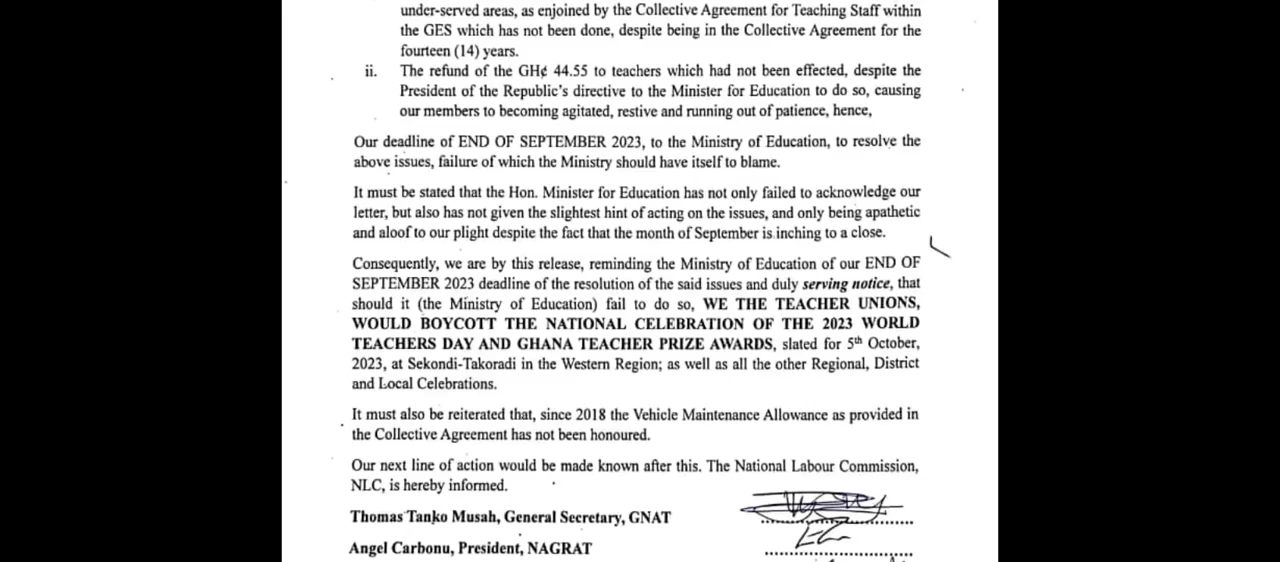 under-served areas, as enjoined by the Collective Agreement for Teaching Staff within
the GES which has not been done, despite being in the Collective Agreement for the
fourteen (14) years.
ii. The refund of the GH¢ 44.55 to teachers which had not been effected, despite the
President of the Republic's directive to the Minister for Education to do so, causing
our members to becoming agitated, restive and running out of patience, hence,
Our deadline of END OF SEPTEMBER 2023, to the Ministry of Education, to resolve the
above issues, failure of which the Ministry should have itself to blame.
It must be stated that the Hon. Minister for Education has not only failed to acknowledge our
letter, but also has not given the slightest hint of acting on the issues, and only being apathetic
and aloof to our plight despite the fact that the month of September is inching to a close.
Consequently, we are by this release, reminding the Ministry of Education of our END OF
SEPTEMBER 2023 deadline of the resolution of the said issues and duly serving notice, that
should it (the Ministry of Education) fail to do so, WE THE TEACHER UNIONS,
WOULD BOYCOTT THE NATIONAL CELEBRATION OF THE 2023 WORLD
TEACHERS DAY AND GHANA TEACHER PRIZE AWARDS, slated for 5th October,
2023, at Sekondi-Takoradi in the Western Region; as well as all the other Regional, District
and Local Celebrations.
It must also be reiterated that, since 2018 the Vehicle Maintenance Allowance as provided in
the Collective Agreement has not been honoured.
Our next line of action would be made known after this. The National Labour Commission,
NLC, is hereby informed.
Thomas Tanko Musah, General Secretary, GNAT
Angel Carbonu, President, NAGRAT